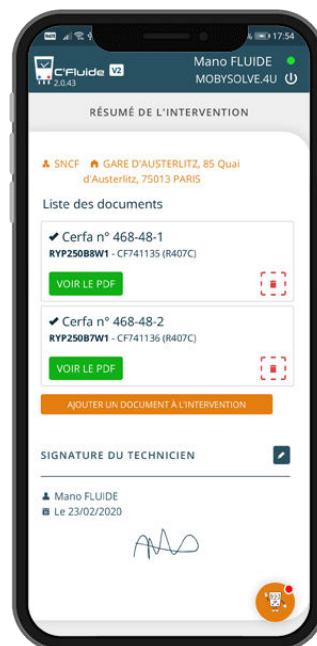 17:54
C'Fluide V2
2.0.43
Mano FLUIDE
MOBYSOLVE.4U
RÉSUMÉ DE L'INTERVENTION
SNCF GARE D'AUSTERLITZ, 85 Quai
d'Austerlitz, 75013 PARIS
Liste des documents
Cerfa n° 468-48-1
RYP250B8W1 - CF741135 (R407C)
VOIR LE PDF
Cerfa n° 468-48-2
RYP250B7W1 - CF741136 (R407C)
VOIR LE PDF
AJOUTER UN DOCUMENT À L'INTERVENTION
SIGNATURE DU TECHNICIEN
Mano FLUIDE
Le 23/02/2020